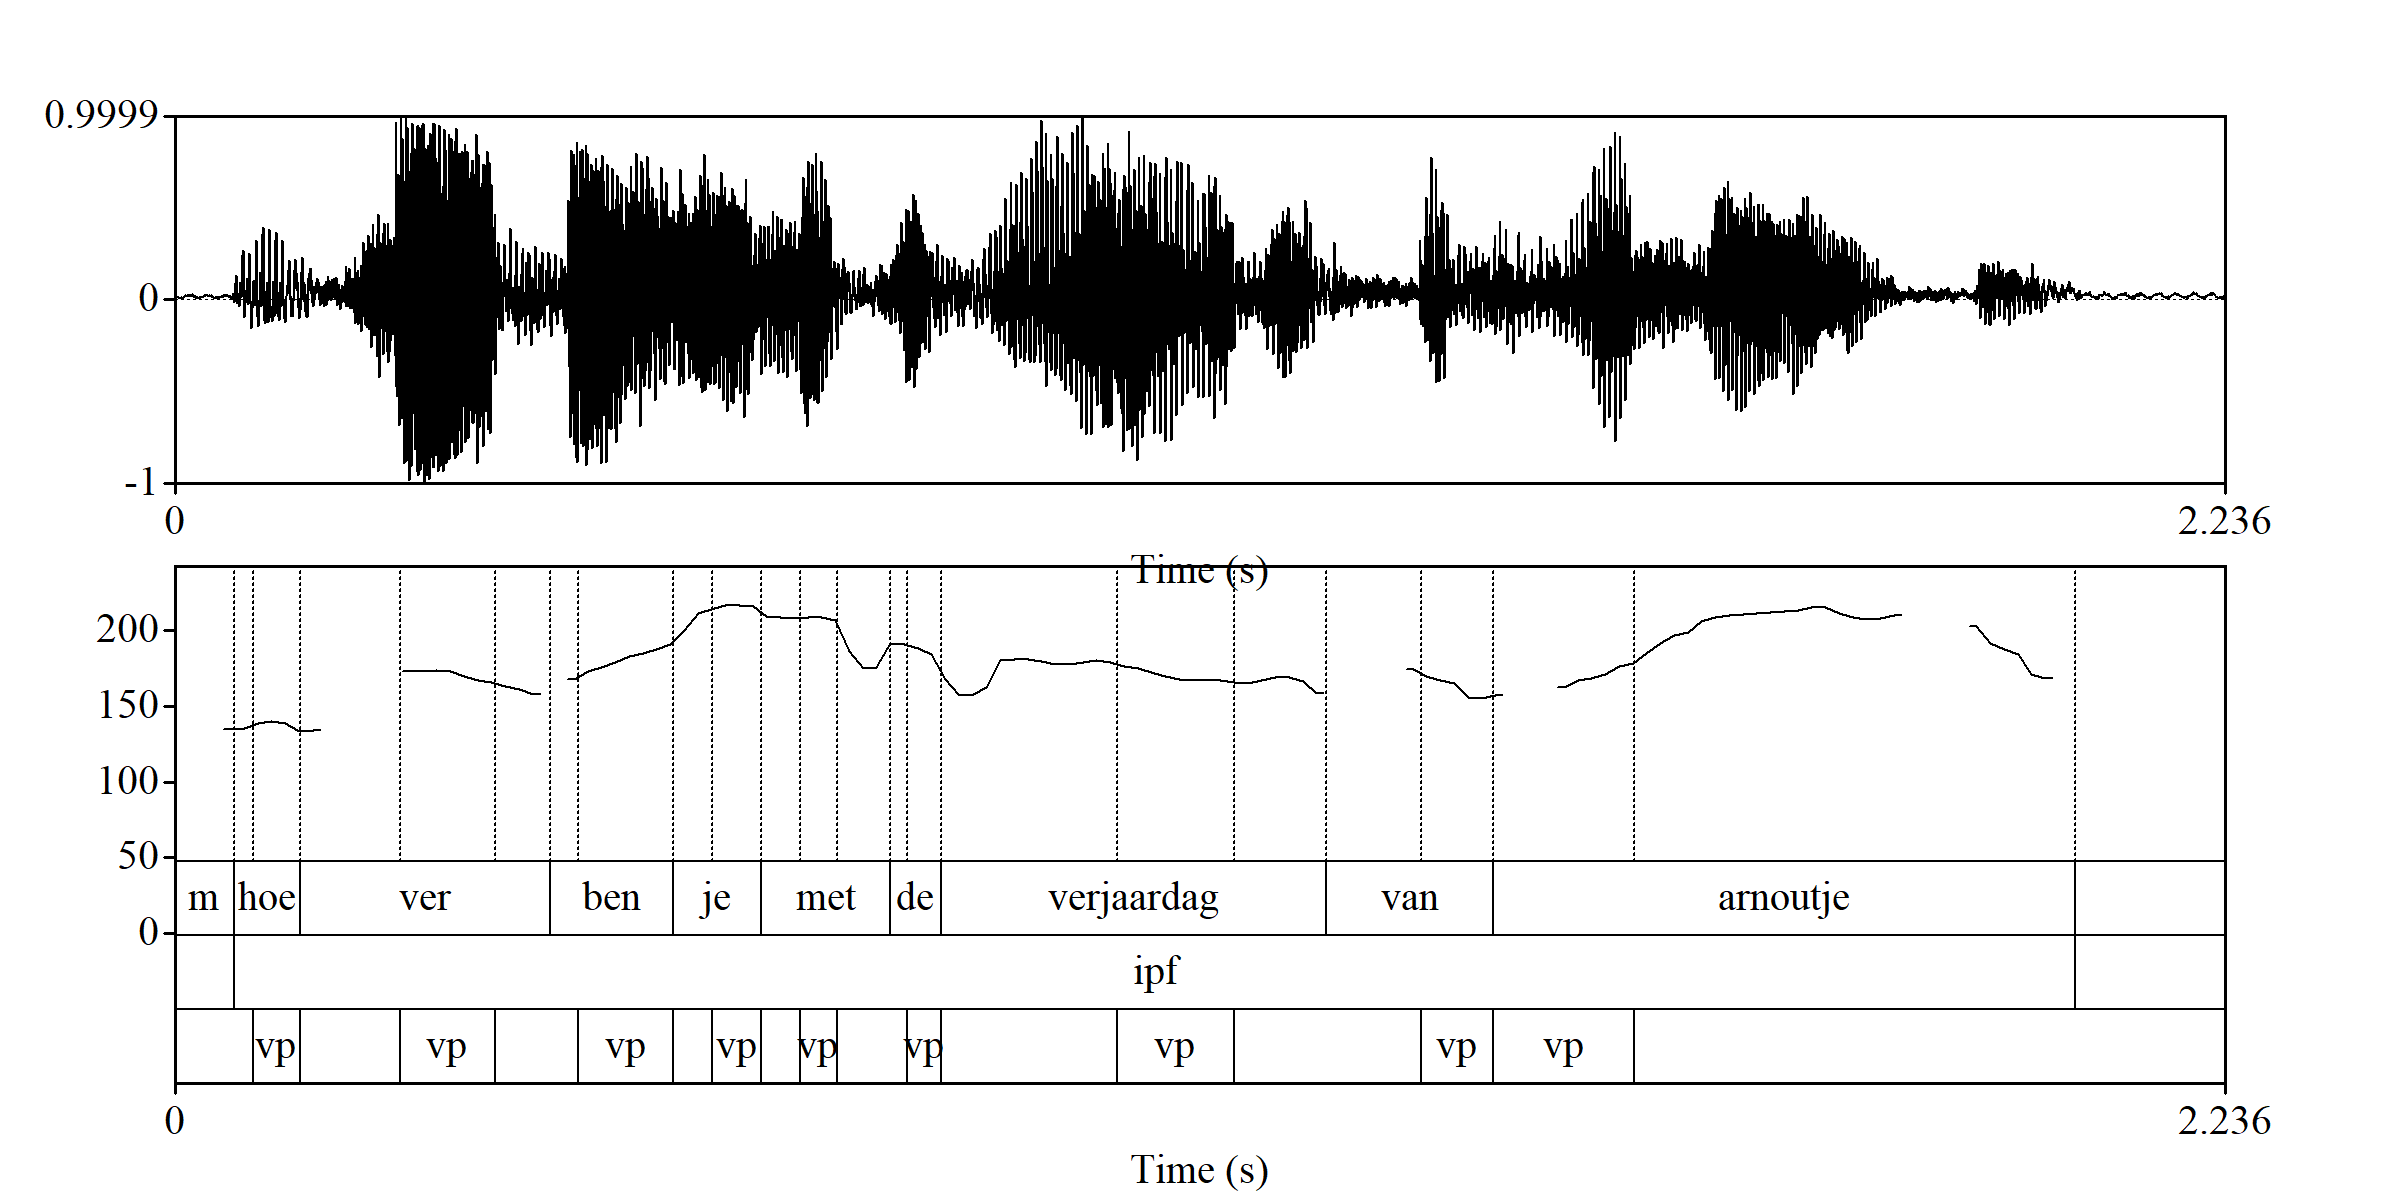 0.9999
0
-1
0 2.236
Time (s)
200
150
100
50
0
m hoe ver ben je met de verjaardag van arnoutje
ipf
vp vp vp vp vp vp vp vp vp
0 2.236
Time (s)